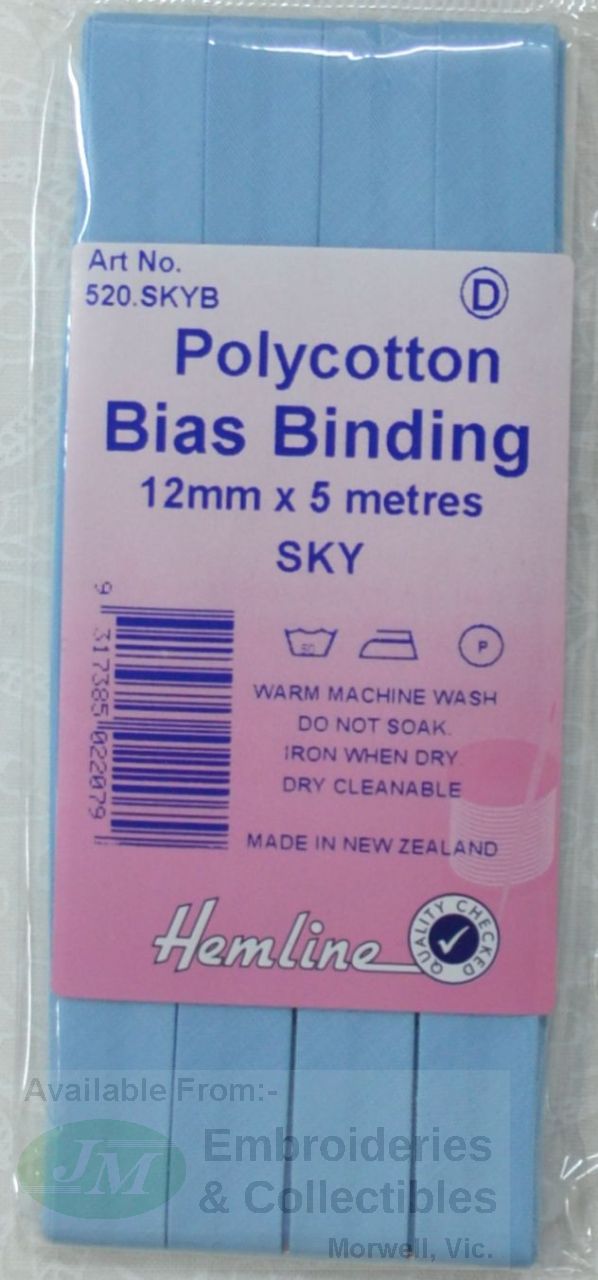 Art No.
520.SKYB
D
Polycotton
Bias Binding
12mm x 5 metres
SKY
9 317385 022079
50
P
WARM MACHINE WASH
DO NOT SOAK.
IRON WHEN DRY
DRY CLEANABLE
MADE IN NEW ZEALAND
Hemline
QUALITY CHECKED
Available From:-
JM
Embroideries
& Collectibles
Morwell, Vic.